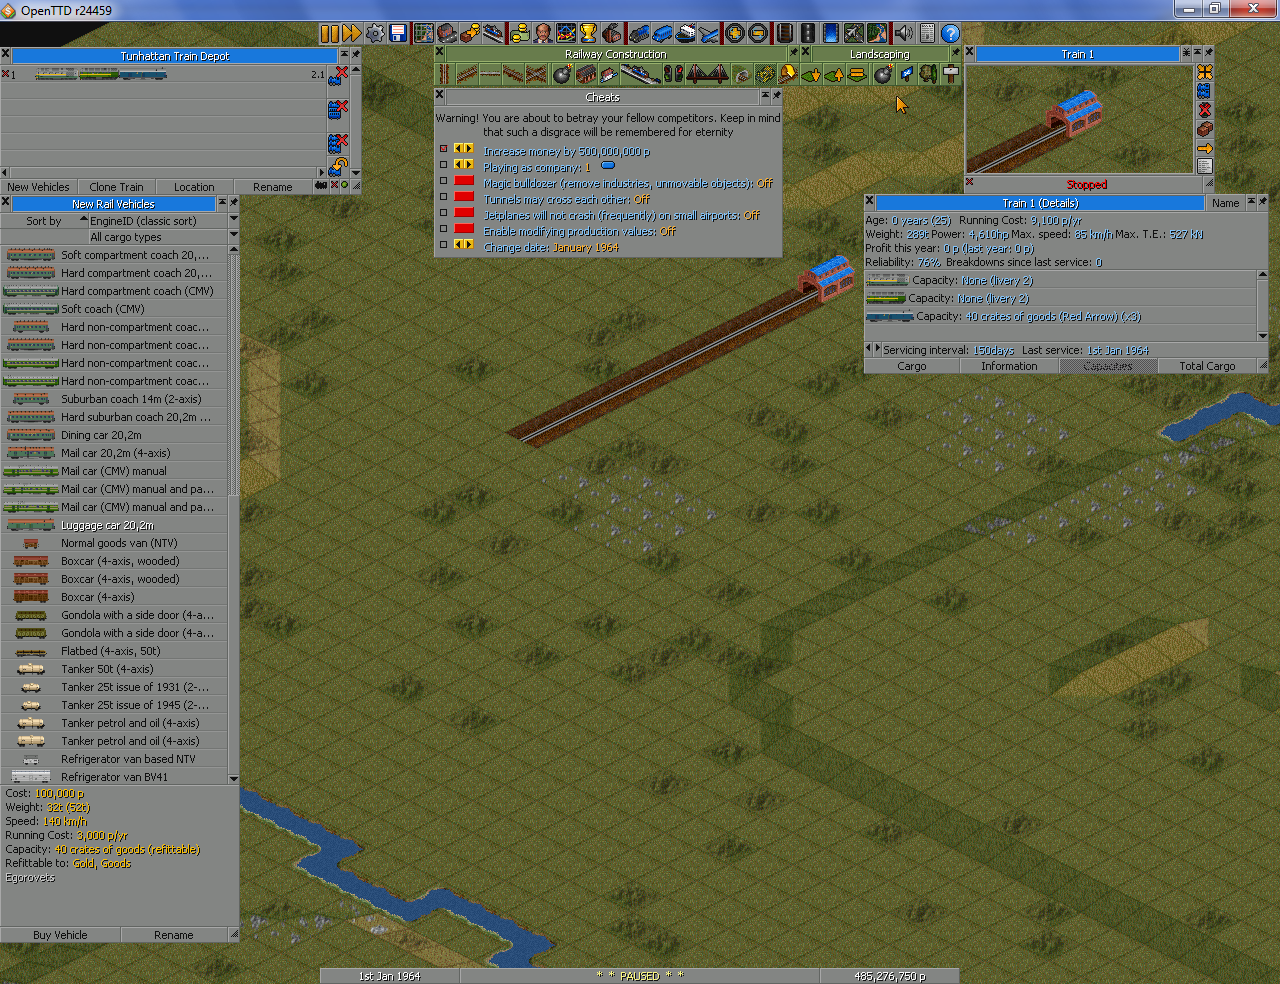 OpenTTD r24459
Tunhattan Train Depot
1
2.1
New Vehicles
Clone Train
Location
Rename
New Rail Vehicles
Sort by
EngineID (classic sort)
All cargo types
Soft compartment coach 20,...
Hard compartment coach 20,...
Hard compartment coach (CMV)
Soft coach (CMV)
Hard non-compartment coac...
Hard non-compartment coac...
Hard non-compartment coac...
Hard non-compartment coac...
Suburban coach 14m (2-axis)
Hard suburban coach 20,2m ...
Dining car 20,2m
Mail car 20,2m (4-axis)
Mail car (CMV) manual
Mail car (CMV) manual and pa...
Mail car (CMV) manual and pa...
Luggage car 20,2m
Normal goods van (NTV)
Boxcar (4-axis, wooded)
Boxcar (4-axis, wooded)
Boxcar (4-axis)
Gondola with a side door (4-a...
Gondola with a side door (4-a...
Flatbed (4-axis, 50t)
Tanker 50t (4-axis)
Tanker 25t issue of 1931 (2-...
Tanker 25t issue of 1945 (2-...
Tanker petrol and oil (4-axis)
Tanker petrol and oil (4-axis)
Refrigerator van based NTV
Refrigerator van BV41
Cost: 100,000 p
Weight: 32t (52t)
Speed: 140 km/h
Running Cost: 3,000 p/yr
Capacity: 40 crates of goods (refittable)
Refittable to: Gold, Goods
Egorovets
Buy Vehicle
Rename
Railway Construction
Landscaping
Cheats
Warning! You are about to betray your fellow competitors. Keep in mind
that such a disgrace will be remembered for eternity
Increase money by 500,000,000 p
Playing as company: 1
Magic bulldozer (remove industries, unmovable objects): Off
Tunnels may cross each other: Off
Jetplanes will not crash (frequently) on small airports: Off
Enable modifying production values: Off
Change date: January 1964
Train 1
Stopped
Train 1 (Details)
Name
Age: 0 years (25) Running Cost: 9,100 p/yr
Weight: 289t Power: 4,610hp Max. speed: 85 km/h Max. T.E.: 527 kN
Profit this year: 0 p (last year: 0 p)
Reliability: 76% Breakdowns since last service: 0
Capacity: None (livery 2)
Capacity: None (livery 2)
Capacity: 40 crates of goods (Red Arrow) (x3)
Servicing interval: 150days Last service: 1st Jan 1964
Cargo
Information
Capacities
Total Cargo
1st Jan 1964
* * PAUSED * *
485,276,750 p